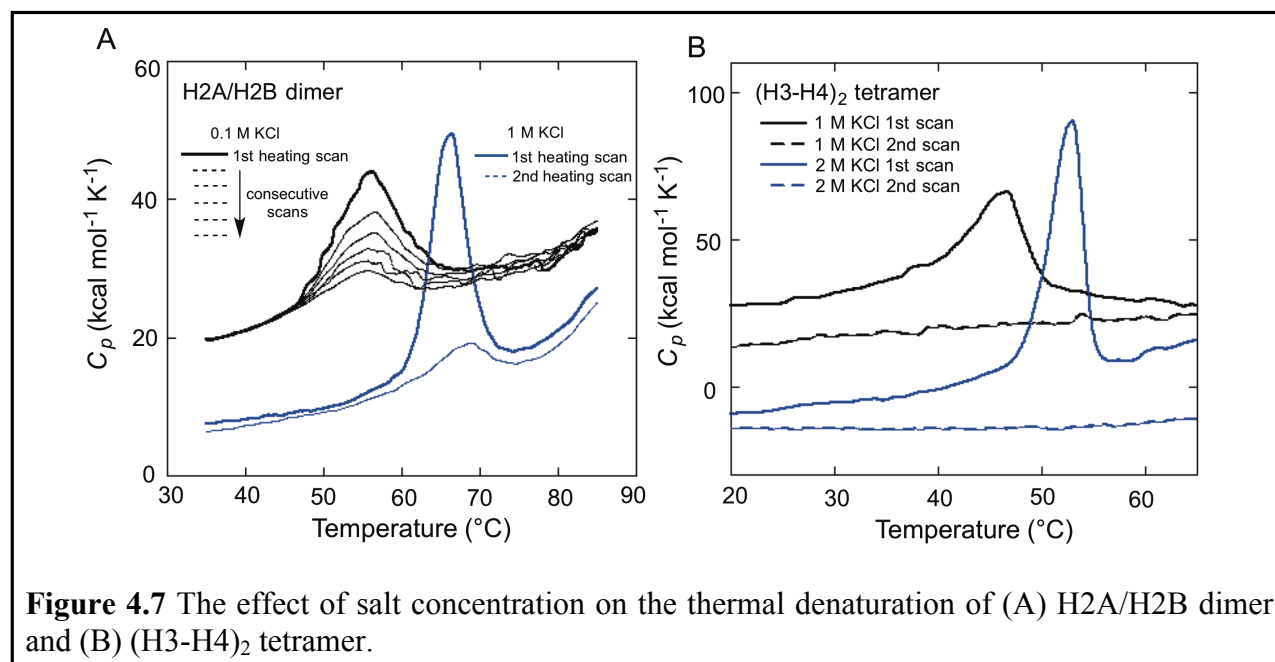 A
60
H2A/H2B dimer
0.1 M KCl
1st heating scan
consecutive
scans
1 M KCl
1st heating scan
2nd heating scan
40
20
0
C_p (kcal mol⁻¹ K⁻¹)
30 40 50 60 70 80 90
Temperature (°C)
B
100
(H3-H4)₂ tetramer
1 M KCl 1st scan
1 M KCl 2nd scan
2 M KCl 1st scan
2 M KCl 2nd scan
50
0
C_p (kcal mol⁻¹ K⁻¹)
20 40 50 60
Temperature (°C)
Figure 4.7 The effect of salt concentration on the thermal denaturation of (A) H2A/H2B dimer
and (B) (H3-H4)₂ tetramer.